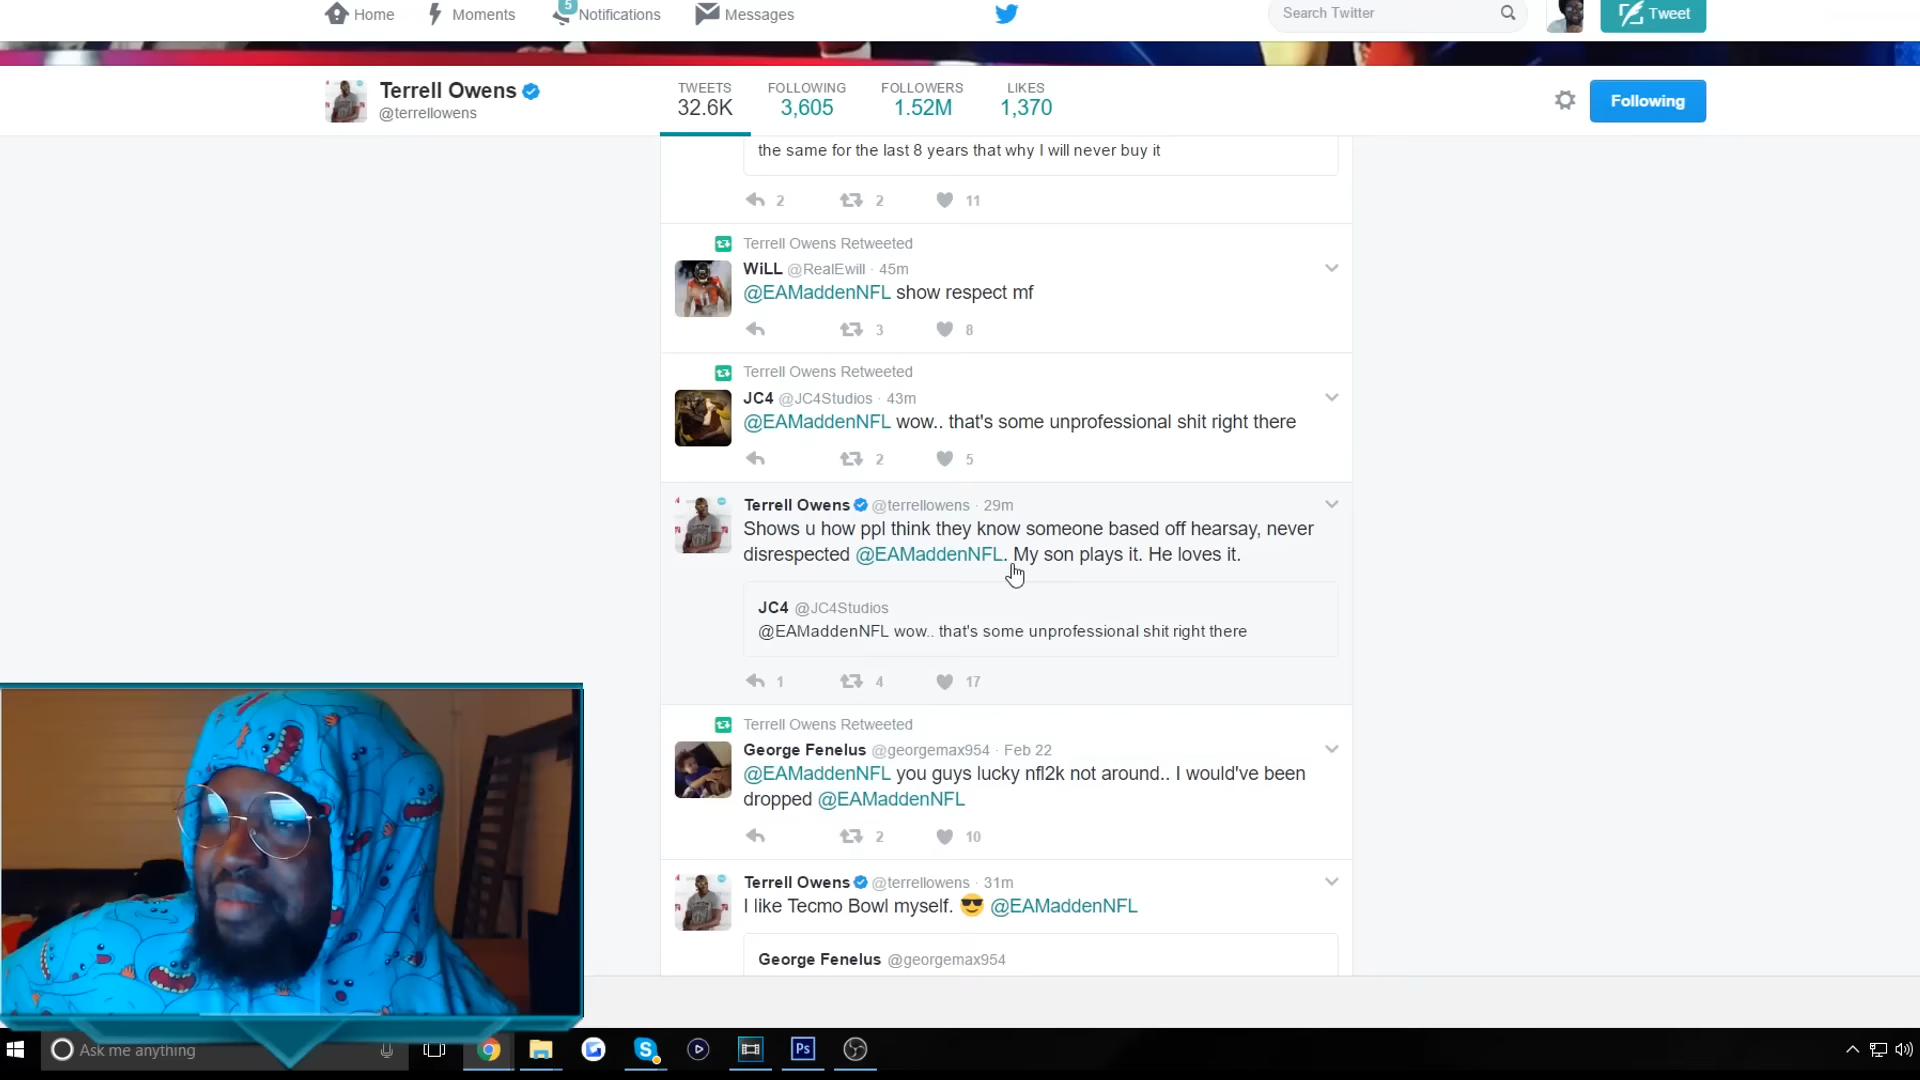 Home
Moments
5
Notifications
Messages
Search Twitter
Tweet
Terrell Owens
@terrellowens
TWEETS
32.6K
FOLLOWING
3,605
FOLLOWERS
1.52M
LIKES
1,370
Following
the same for the last 8 years that why I will never buy it
2
2
11
Terrell Owens Retweeted
WiLL @RealEwill · 45m
@EAMaddenNFL show respect mf
3
8
Terrell Owens Retweeted
JC4 @JC4Studios · 43m
@EAMaddenNFL wow.. that's some unprofessional shit right there
2
5
Terrell Owens @terrellowens · 29m
Shows u how ppl think they know someone based off hearsay, never
disrespected @EAMaddenNFL. My son plays it. He loves it.
JC4 @JC4Studios
@EAMaddenNFL wow.. that's some unprofessional shit right there
1
4
17
Terrell Owens Retweeted
George Fenelus @georgemax954 · Feb 22
@EAMaddenNFL you guys lucky nfl2k not around.. I would've been
dropped @EAMaddenNFL
2
10
Terrell Owens @terrellowens · 31m
I like Tecmo Bowl myself. 😎 @EAMaddenNFL
George Fenelus @georgemax954
Ask me anything
Ps